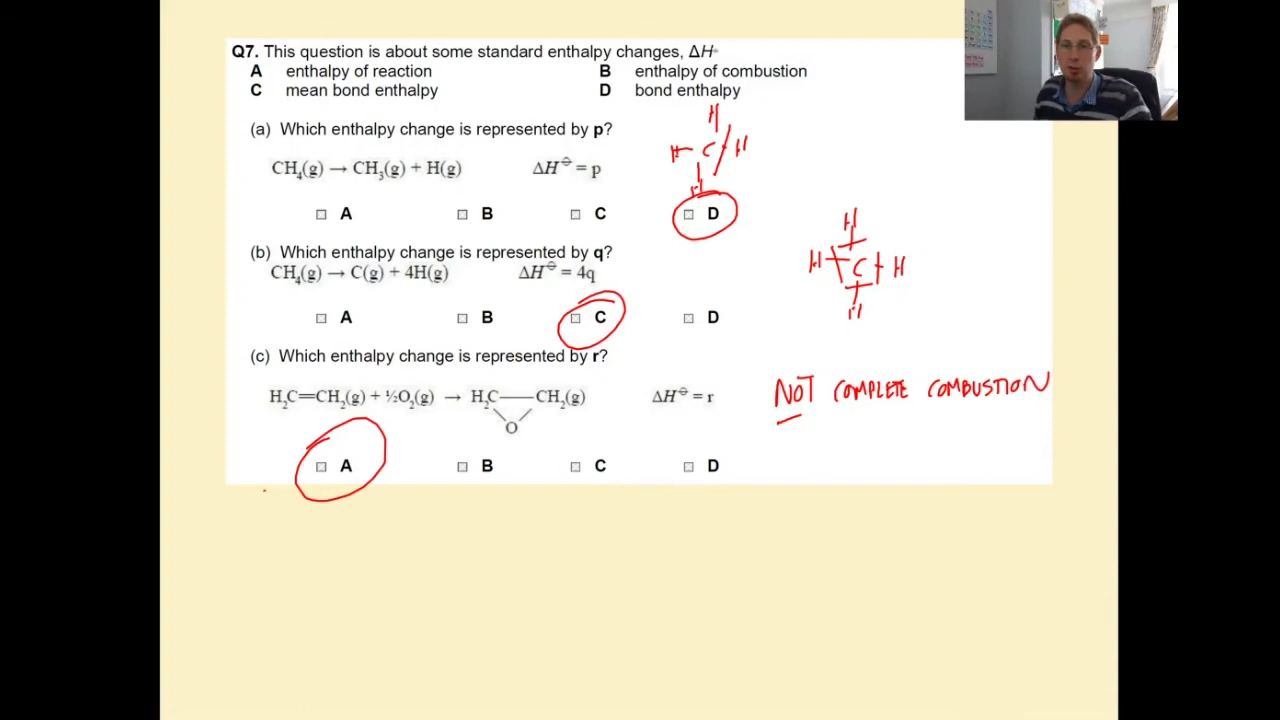 Q7. This question is about some standard enthalpy changes, ΔH
A enthalpy of reaction B enthalpy of combustion
C mean bond enthalpy D bond enthalpy
(a) Which enthalpy change is represented by p?
H
H C H
H
CH₄(g) → CH₃(g) + H(g) ΔH⦵ = p
A B C D
(b) Which enthalpy change is represented by q?
CH₄(g) → C(g) + 4H(g) ΔH⦵ = 4q
H
H C H
H
A B C D
(c) Which enthalpy change is represented by r?
H₂C=CH₂(g) + ½O₂(g) → H₂C—CH₂(g) ΔH⦵ = r
O
NOT COMPLETE COMBUSTION
A B C D